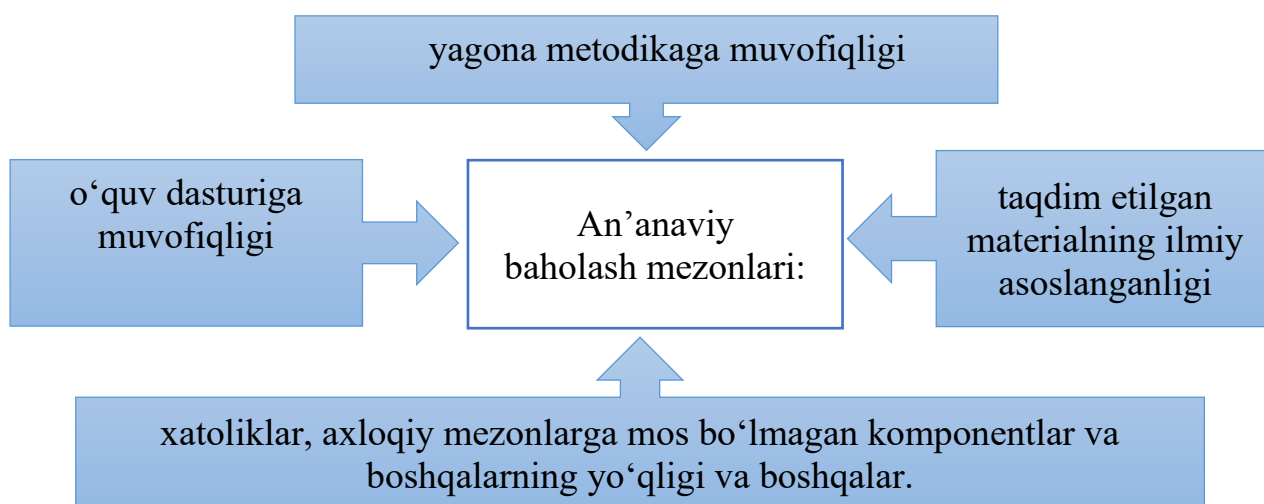 yagona metodikaga muvofiqligi
o‘quv dasturiga
muvofiqligi
An’anaviy
baholash mezonlari:
taqdim etilgan
materialning ilmiy
asoslanganligi
xatoliklar, axloqiy mezonlarga mos bo‘lmagan komponentlar va
boshqalarning yo‘qligi va boshqalar.